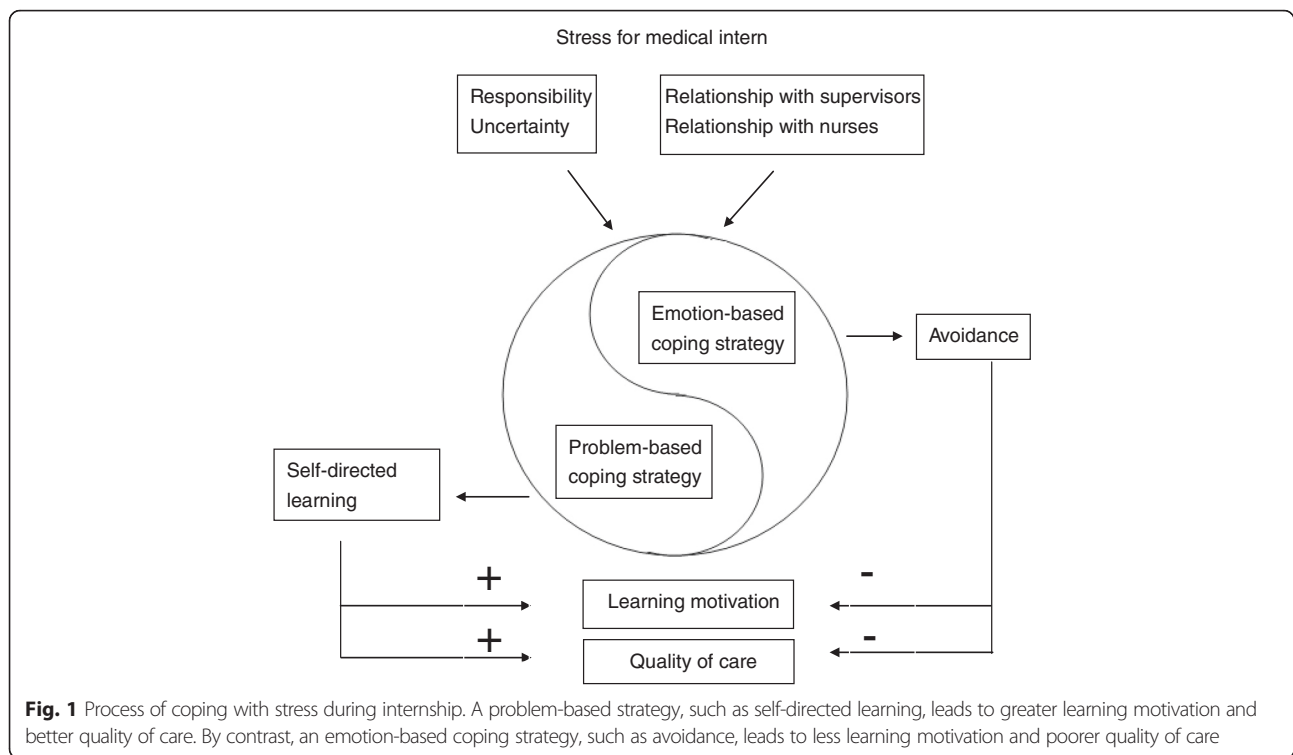 Stress for medical intern
Responsibility
Uncertainty
Relationship with supervisors
Relationship with nurses
Emotion-based
coping strategy
Avoidance
Problem-based
coping strategy
Self-directed
learning
+
-
Learning motivation
+
-
Quality of care
Fig. 1 Process of coping with stress during internship. A problem-based strategy, such as self-directed learning, leads to greater learning motivation and
better quality of care. By contrast, an emotion-based coping strategy, such as avoidance, leads to less learning motivation and poorer quality of care